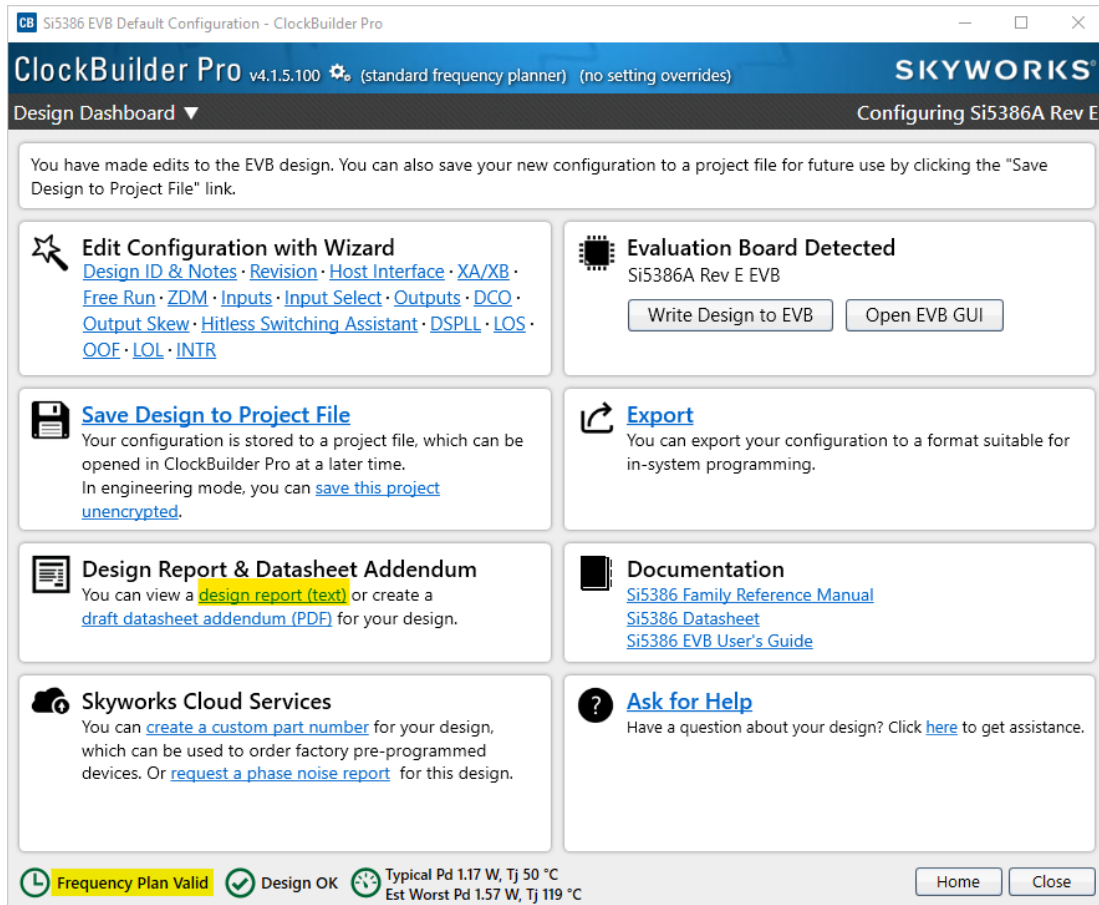 CB Si5386 EVB Default Configuration - ClockBuilder Pro
ClockBuilder Pro v4.1.5.100 (standard frequency planner) (no setting overrides)
SKYWORKS®
Design Dashboard ▼
Configuring Si5386A Rev E
You have made edits to the EVB design. You can also save your new configuration to a project file for future use by clicking the "Save
Design to Project File" link.
Edit Configuration with Wizard
Design ID & Notes · Revision · Host Interface · XA/XB ·
Free Run · ZDM · Inputs · Input Select · Outputs · DCO ·
Output Skew · Hitless Switching Assistant · DSPLL · LOS ·
OOF · LOL · INTR
Evaluation Board Detected
Si5386A Rev E EVB
Write Design to EVB
Open EVB GUI
Save Design to Project File
Your configuration is stored to a project file, which can be
opened in ClockBuilder Pro at a later time.
In engineering mode, you can save this project
unencrypted.
Export
You can export your configuration to a format suitable for
in-system programming.
Design Report & Datasheet Addendum
You can view a design report (text) or create a
draft datasheet addendum (PDF) for your design.
Documentation
Si5386 Family Reference Manual
Si5386 Datasheet
Si5386 EVB User's Guide
Skyworks Cloud Services
You can create a custom part number for your design,
which can be used to order factory pre-programmed
devices. Or request a phase noise report for this design.
? Ask for Help
Have a question about your design? Click here to get assistance.
Frequency Plan Valid
Design OK
Typical Pd 1.17 W, Tj 50 °C
Est Worst Pd 1.57 W, Tj 119 °C
Home
Close